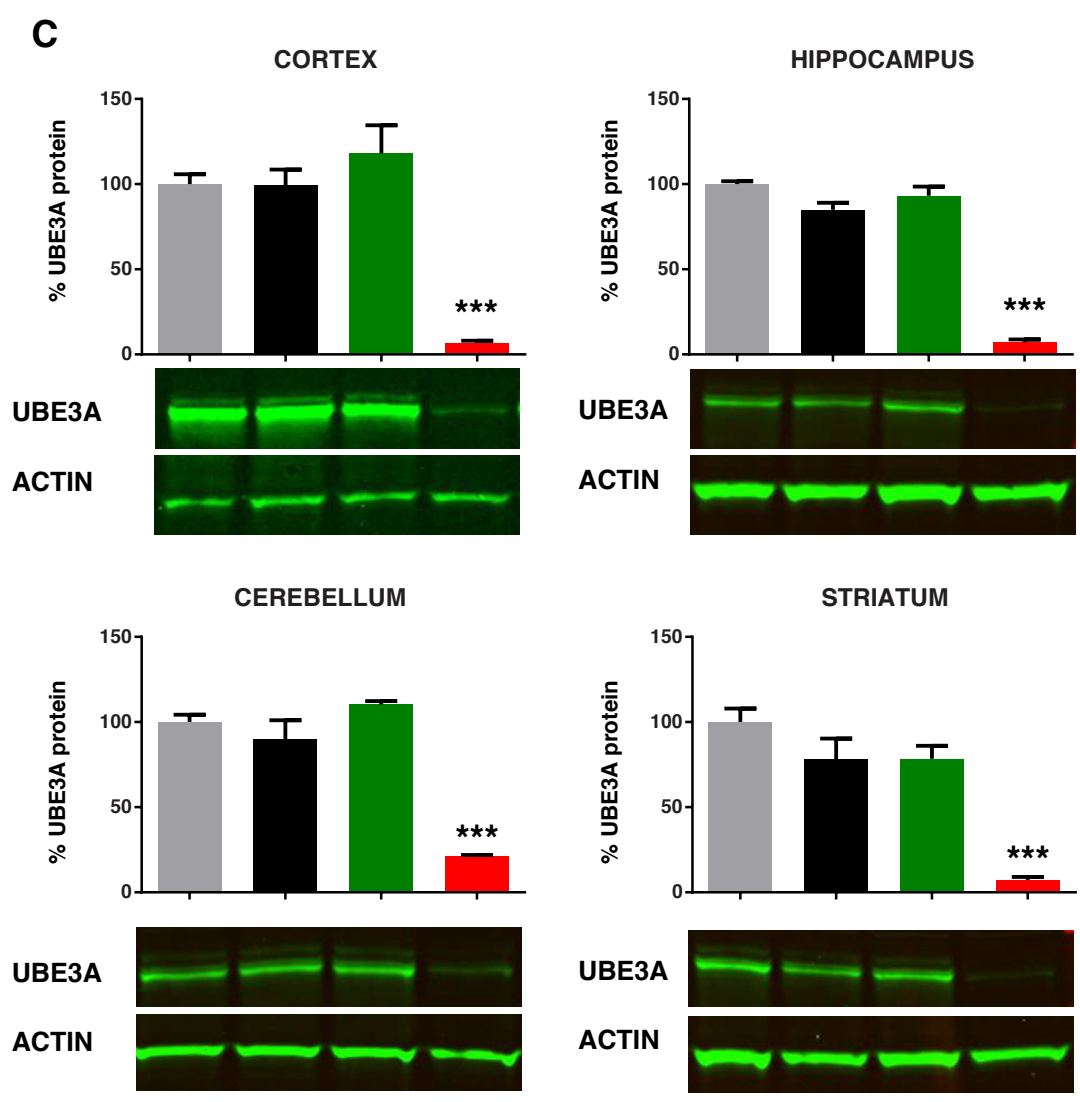 C
CORTEX
% UBE3A protein
150
100
50
0
***
UBE3A
ACTIN
HIPPOCAMPUS
% UBE3A protein
150
100
50
0
***
UBE3A
ACTIN
CEREBELLUM
% UBE3A protein
150
100
50
0
***
UBE3A
ACTIN
STRIATUM
% UBE3A protein
150
100
50
0
***
UBE3A
ACTIN